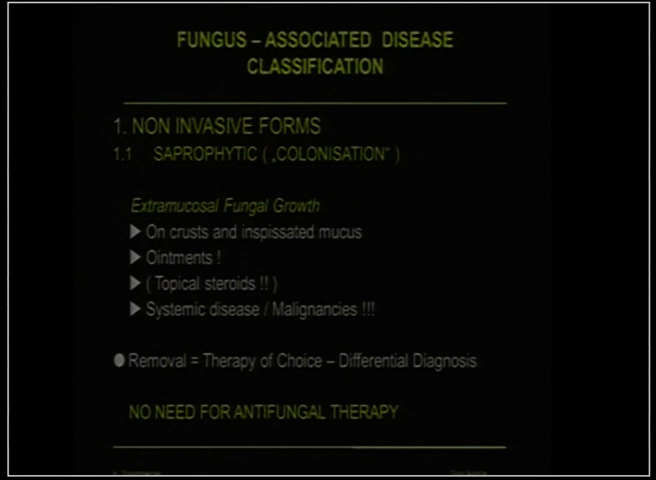 FUNGUS – ASSOCIATED DISEASE
CLASSIFICATION
1. NON INVASIVE FORMS
1.1 SAPROPHYTIC ( „COLONISATION“ )
Extramucosal Fungal Growth
▶ On crusts and inspissated mucus
▶ Ointments !
▶ ( Topical steroids !! )
▶ Systemic disease / Malignancies !!!
● Removal = Therapy of Choice – Differential Diagnosis
NO NEED FOR ANTIFUNGAL THERAPY